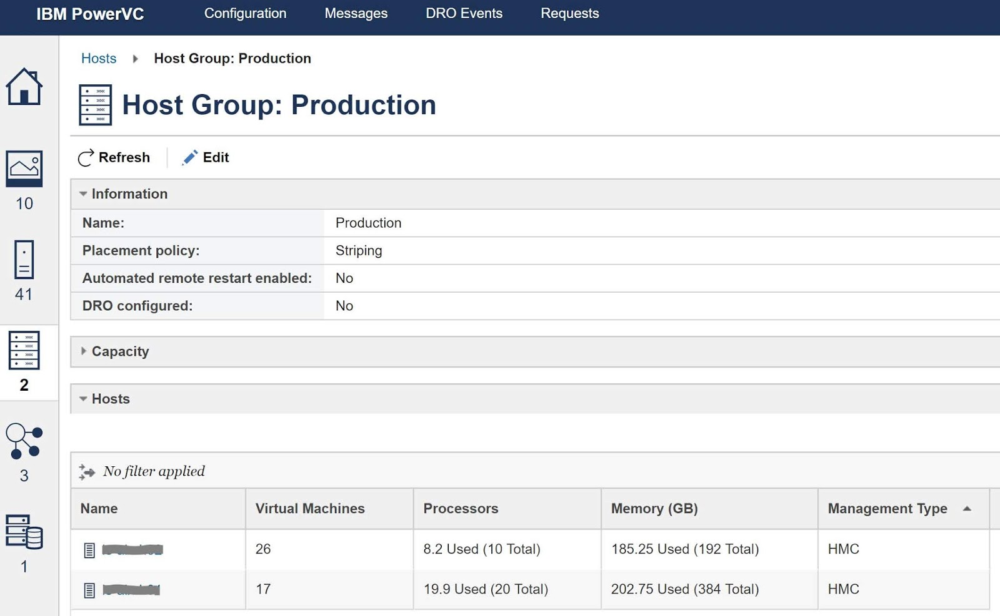 IBM PowerVC Configuration Messages DRO Events Requests
Hosts Host Group: Production
Host Group: Production
Refresh Edit
Information
Name: Production
Placement policy: Striping
Automated remote restart enabled: No
DRO configured: No
Capacity
Hosts
No filter applied
Name Virtual Machines Processors Memory (GB) Management Type
26 8.2 Used (10 Total) 185.25 Used (192 Total) HMC
17 19.9 Used (20 Total) 202.75 Used (384 Total) HMC
10
41
2
3
1